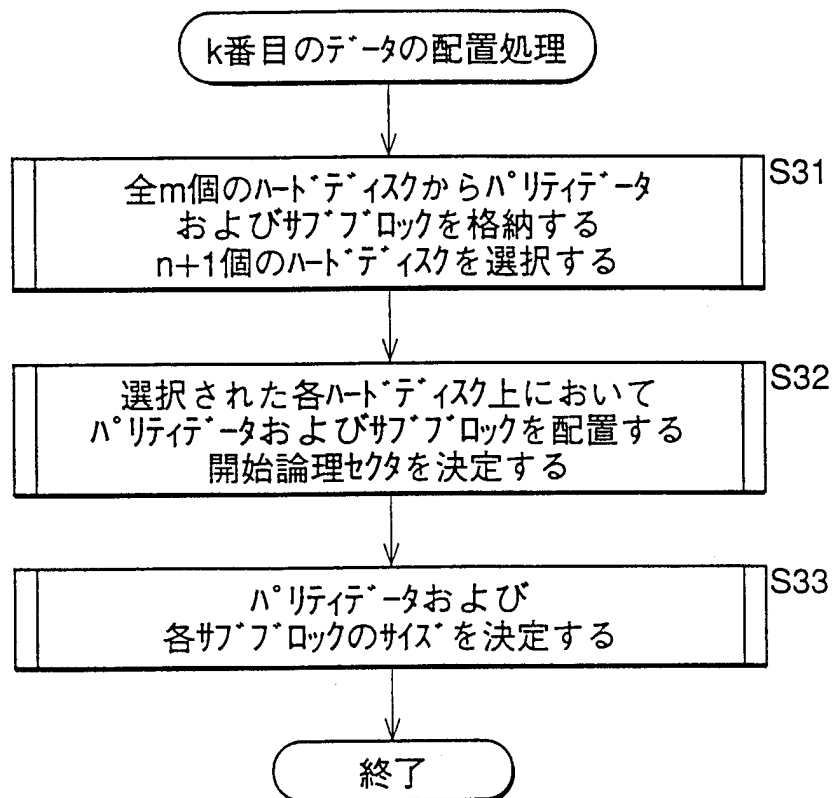 k番目のデータの配置処理
S31
全m個のハードディスクからパリティデータ
およびサブブロックを格納する
n+1個のハードディスクを選択する
S32
選択された各ハードディスク上において
パリティデータおよびサブブロックを配置する
開始論理セクタを決定する
S33
パリティデータおよび
各サブブロックのサイズを決定する
終了